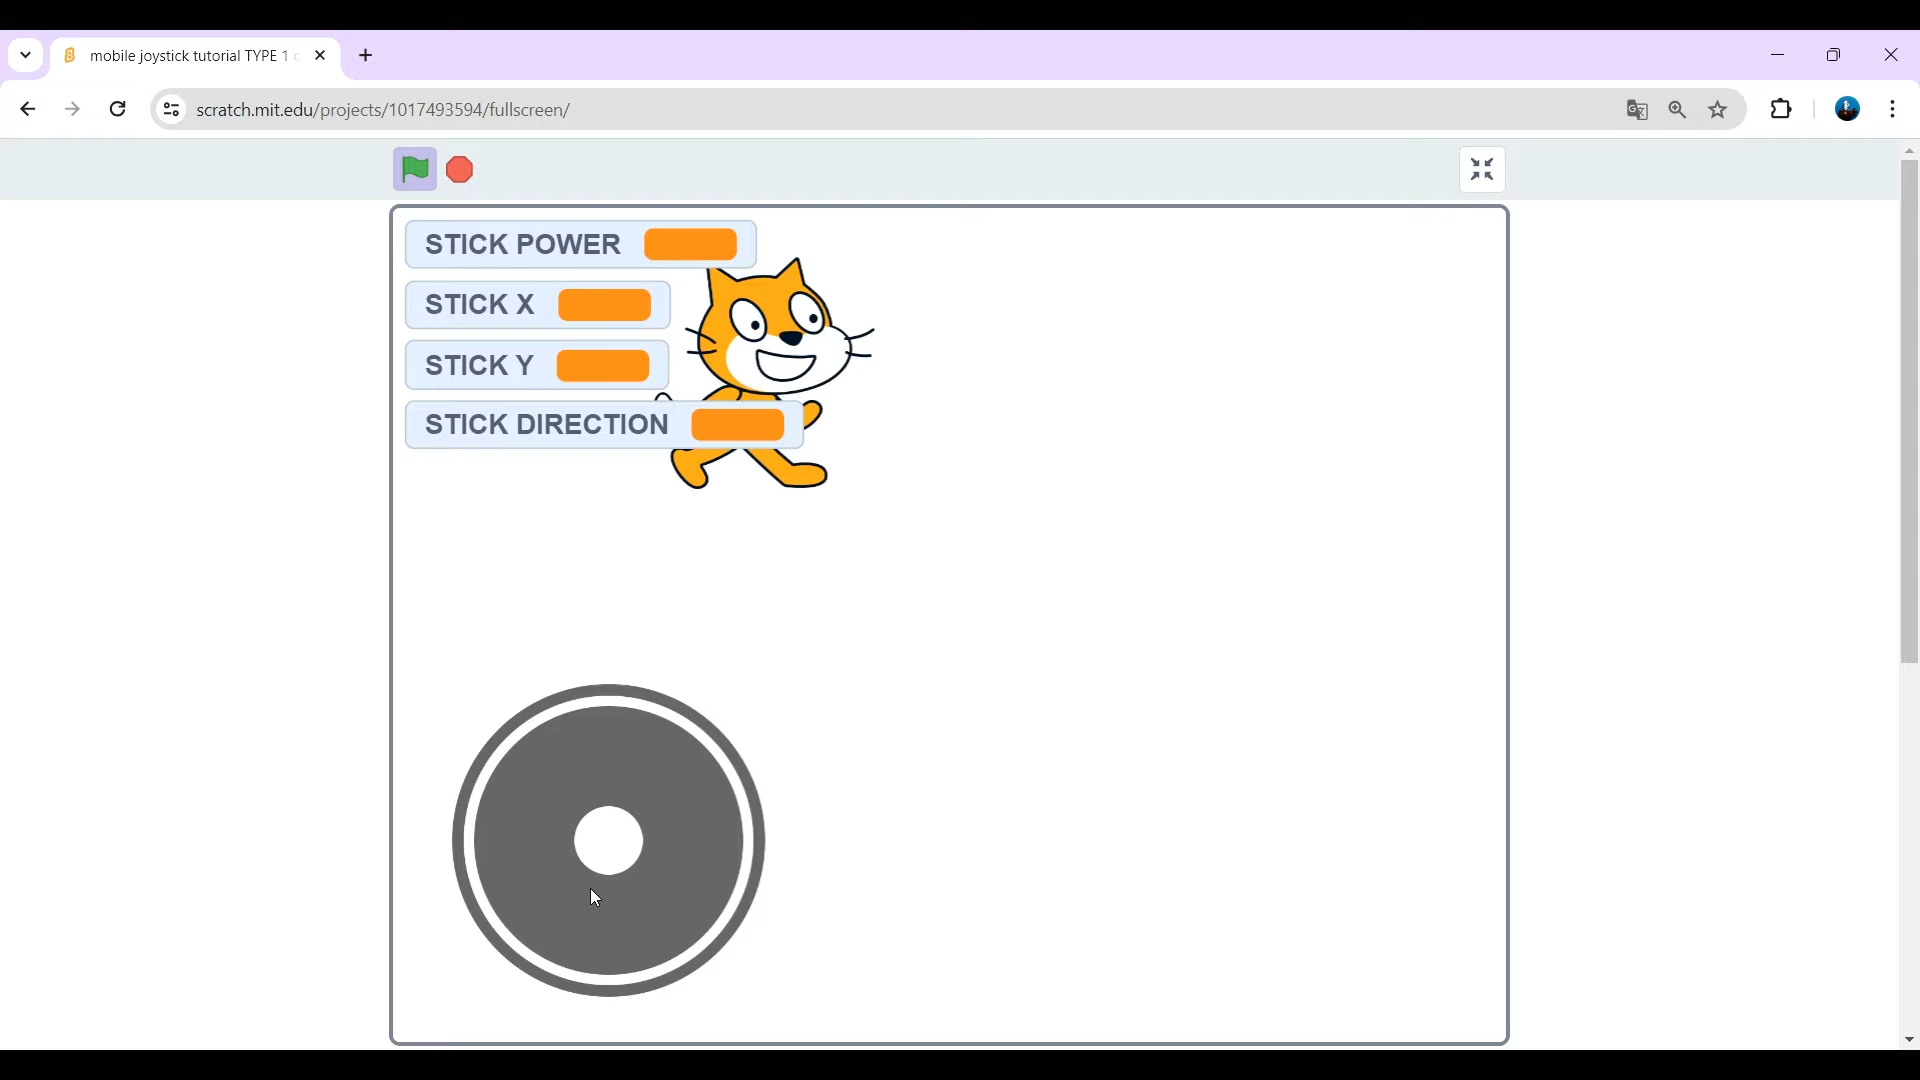 mobile joystick tutorial TYPE 1
scratch.mit.edu/projects/1017493594/fullscreen/
STICK POWER
STICK X
STICK Y
STICK DIRECTION